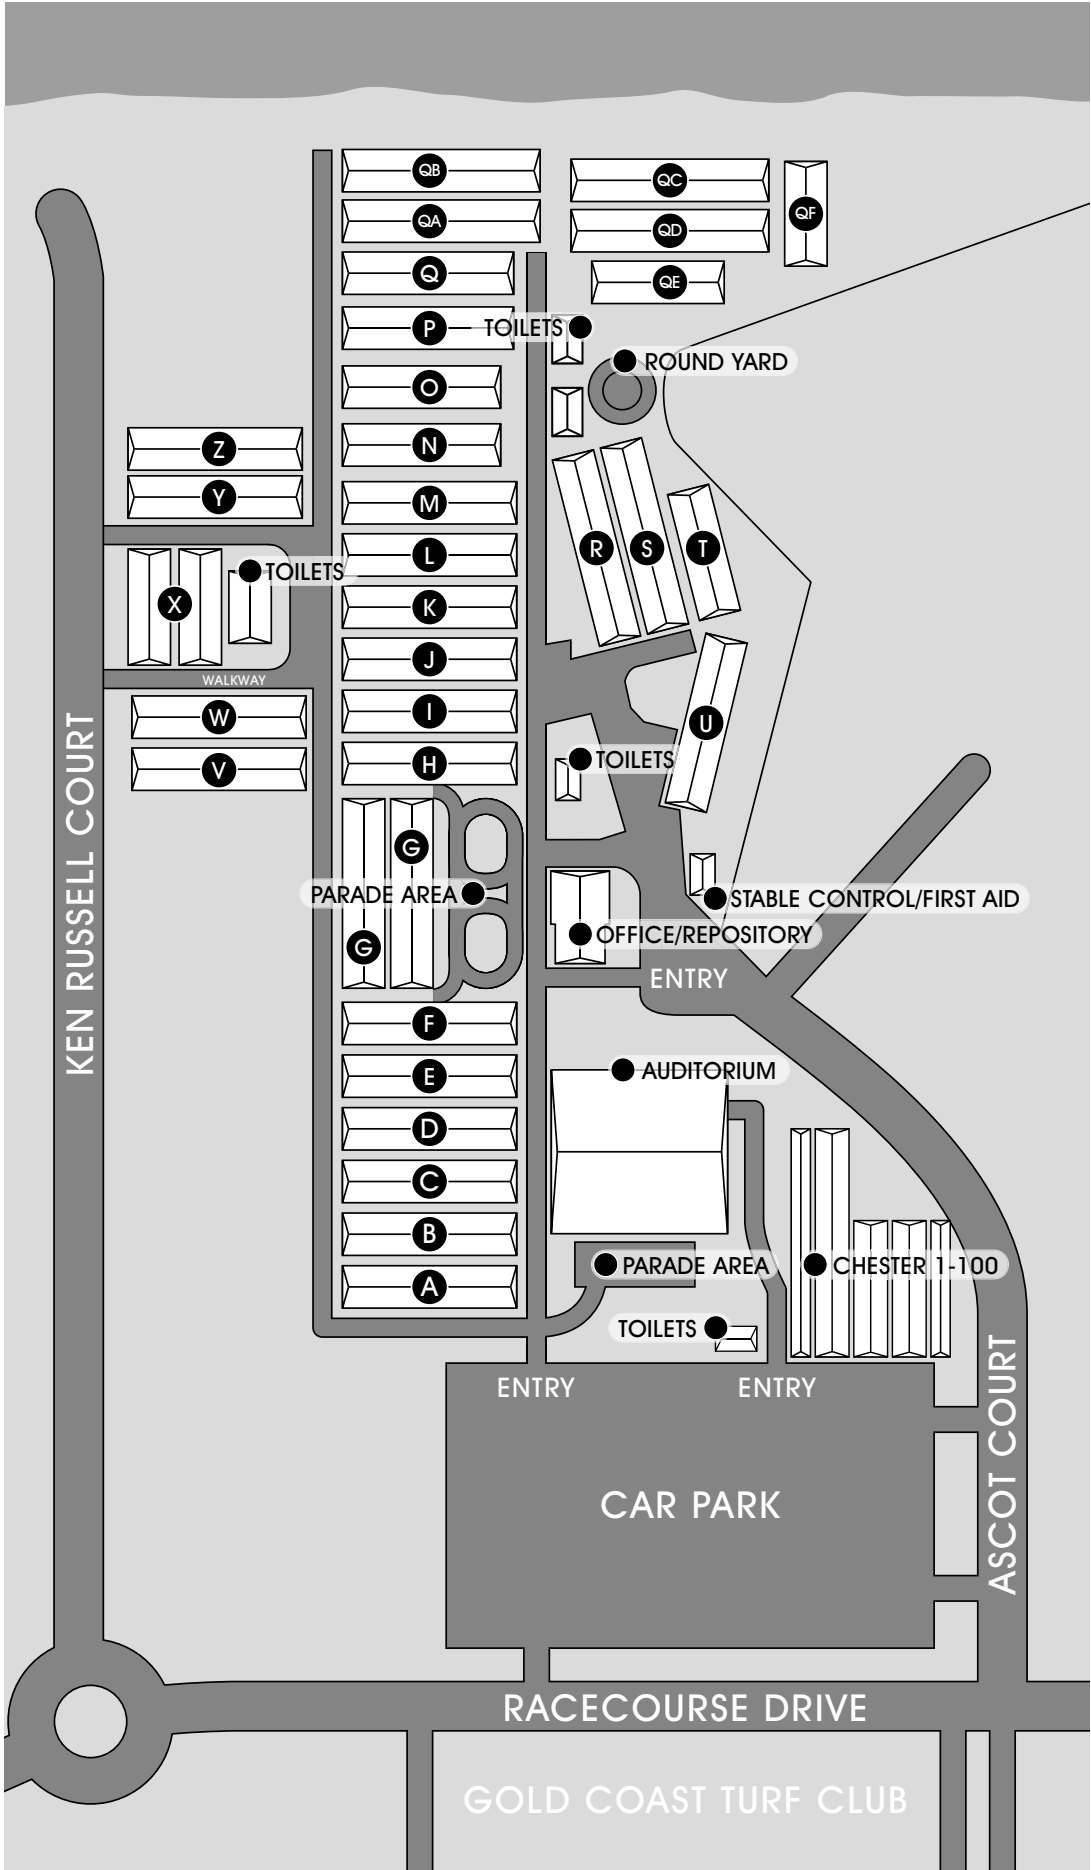 QB
QC
QF
QA
QD
Q
QE
P
TOILETS
ROUND YARD
O
N
Z
M
Y
L
R
S
T
TOILETS
X
K
J
WALKWAY
I
W
U
H
TOILETS
V
G
PARADE AREA
STABLE CONTROL/FIRST AID
G
OFFICE/REPOSITORY
ENTRY
KEN RUSSELL COURT
F
E
AUDITORIUM
D
C
B
PARADE AREA
CHESTER 1-100
A
TOILETS
ENTRY
ENTRY
ASCOT COURT
CAR PARK
RACECOURSE DRIVE
GOLD COAST TURF CLUB